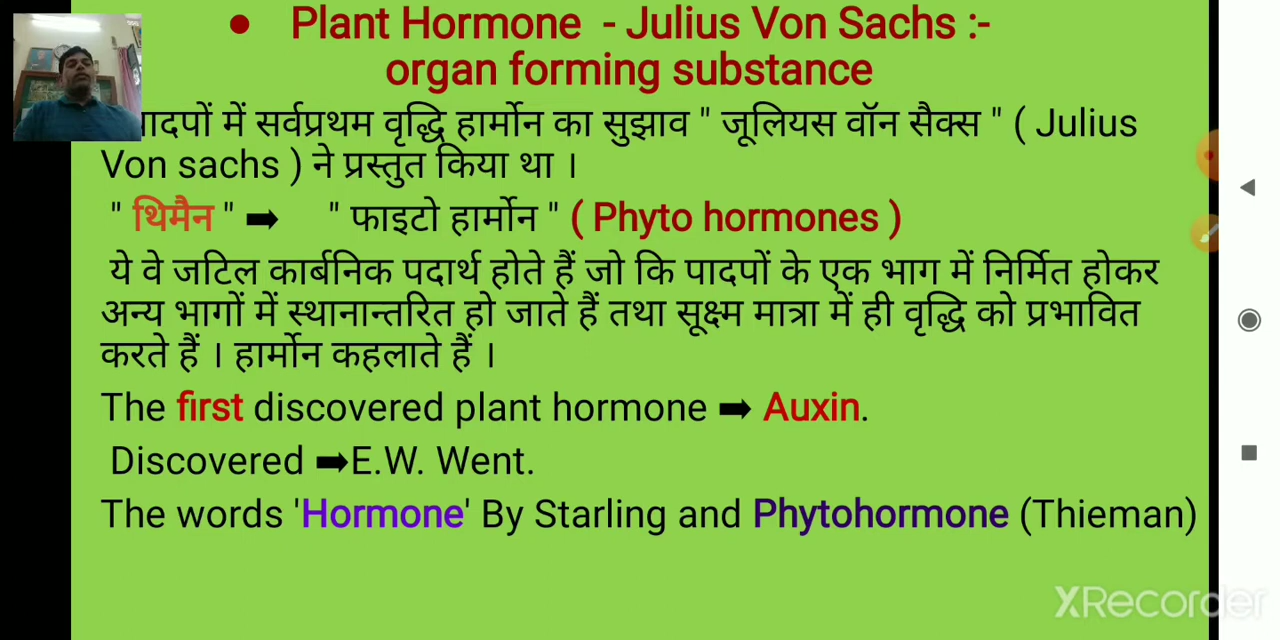 ● Plant Hormone - Julius Von Sachs :-
organ forming substance
पादपों में सर्वप्रथम वृद्धि हार्मोन का सुझाव " जूलियस वॉन सैक्स " ( Julius
Von sachs ) ने प्रस्तुत किया था ।
" थिमैन " ➡ " फाइटो हार्मोन " ( Phyto hormones )
ये वे जटिल कार्बनिक पदार्थ होते हैं जो कि पादपों के एक भाग में निर्मित होकर
अन्य भागों में स्थानान्तरित हो जाते हैं तथा सूक्ष्म मात्रा में ही वृद्धि को प्रभावित
करते हैं । हार्मोन कहलाते हैं ।
The first discovered plant hormone ➡ Auxin.
Discovered ➡E.W. Went.
The words 'Hormone' By Starling and Phytohormone (Thieman)
XRecorder